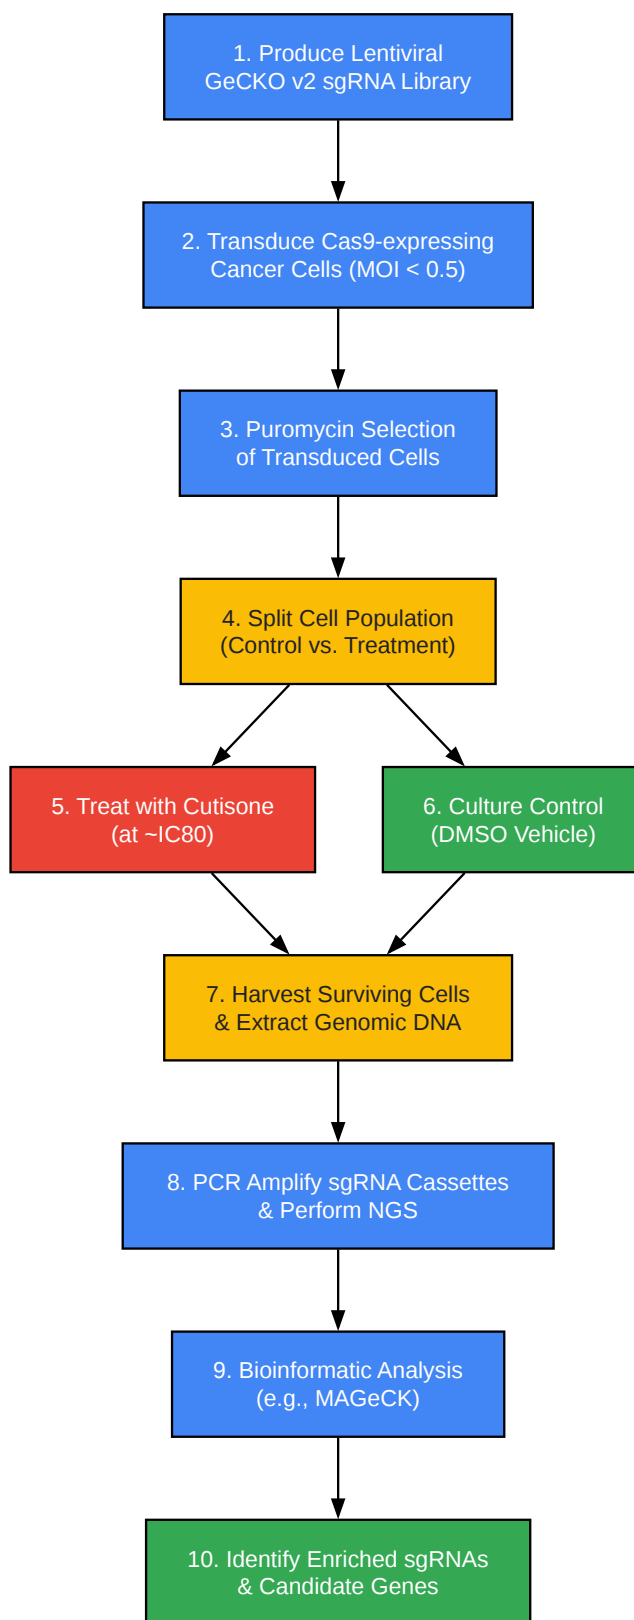 1. Produce Lentiviral
GeCKO v2 sgRNA Library
2. Transduce Cas9-expressing
Cancer Cells (MOI < 0.5)
3. Puromycin Selection
of Transduced Cells
4. Split Cell Population
(Control vs. Treatment)
5. Treat with Cutisone
(at ~IC80)
6. Culture Control
(DMSO Vehicle)
7. Harvest Surviving Cells
& Extract Genomic DNA
8. PCR Amplify sgRNA Cassettes
& Perform NGS
9. Bioinformatic Analysis
(e.g., MAGeCK)
10. Identify Enriched sgRNAs
& Candidate Genes